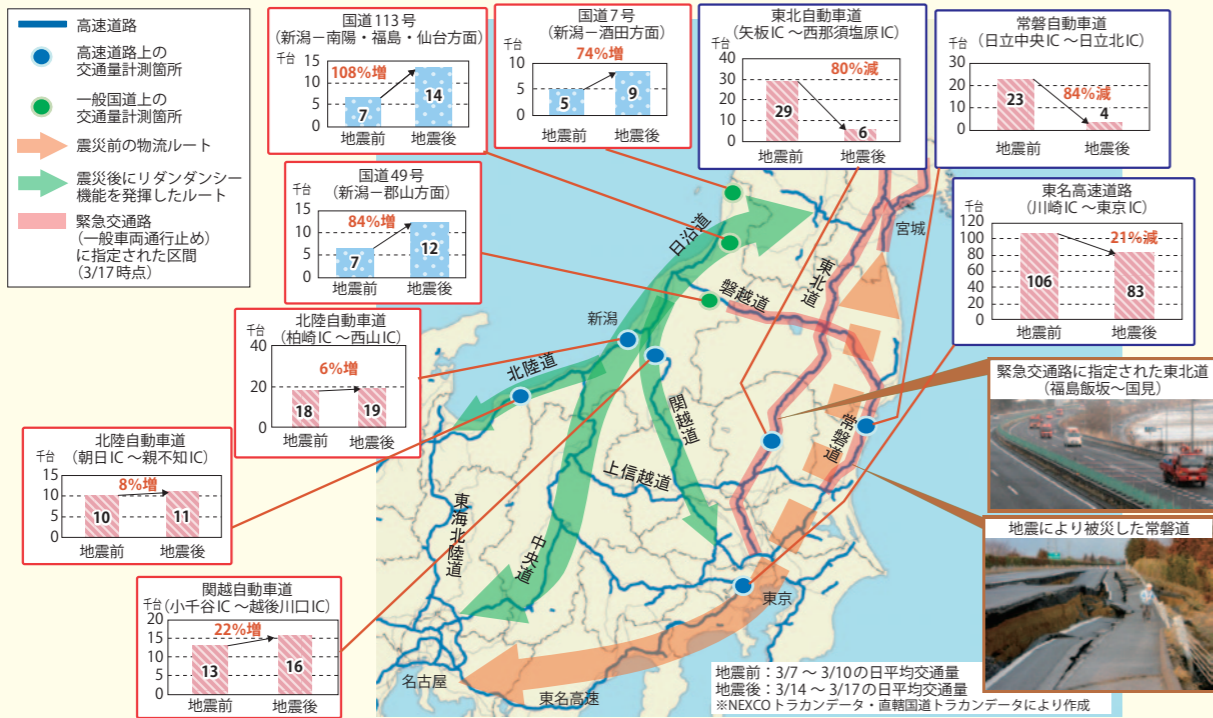 高速道路
高速道路上の
交通量計測箇所
一般国道上の
交通量計測箇所
震災前の物流ルート
震災後にリダンダンシー
機能を発揮したルート
緊急交通路
(一般車両通行止め)
に指定された区間
(3/17時点)
国道113号
(新潟−南陽・福島・仙台方面)
千台
15
10
5
0
108%増
7
14
地震前
地震後
国道7号
(新潟−酒田方面)
千台
10
5
0
74%増
5
9
地震前
地震後
東北自動車道
(矢板IC~西那須塩原IC)
千台
40
30
20
10
0
80%減
29
6
地震前
地震後
常磐自動車道
(日立中央IC~日立北IC)
千台
30
20
10
0
84%減
23
4
地震前
地震後
国道49号
(新潟−郡山方面)
千台
15
10
5
0
84%増
7
12
地震前
地震後
東名高速道路
(川崎IC~東京IC)
千台
120
100
80
60
40
20
0
21%減
106
83
地震前
地震後
北陸自動車道
(柏崎IC~西山IC)
千台
40
20
0
6%増
18
19
地震前
地震後
北陸自動車道
(朝日IC~親不知IC)
千台
15
10
5
0
8%増
10
11
地震前
地震後
関越自動車道
(小千谷IC~越後川口IC)
千台
20
15
10
5
0
22%増
13
16
地震前
地震後
日沿道
宮城
東北道
磐越道
新潟
北陸道
関越道
常磐道
上信越道
東海北陸道
中央道
東京
名古屋
東名高速
緊急交通路に指定された東北道
(福島飯坂~国見)
地震により被災した常磐道
地震前:3/7~3/10の日平均交通量
地震後:3/14~3/17の日平均交通量
※NEXCOトラカンデータ・直轄国道トラカンデータにより作成